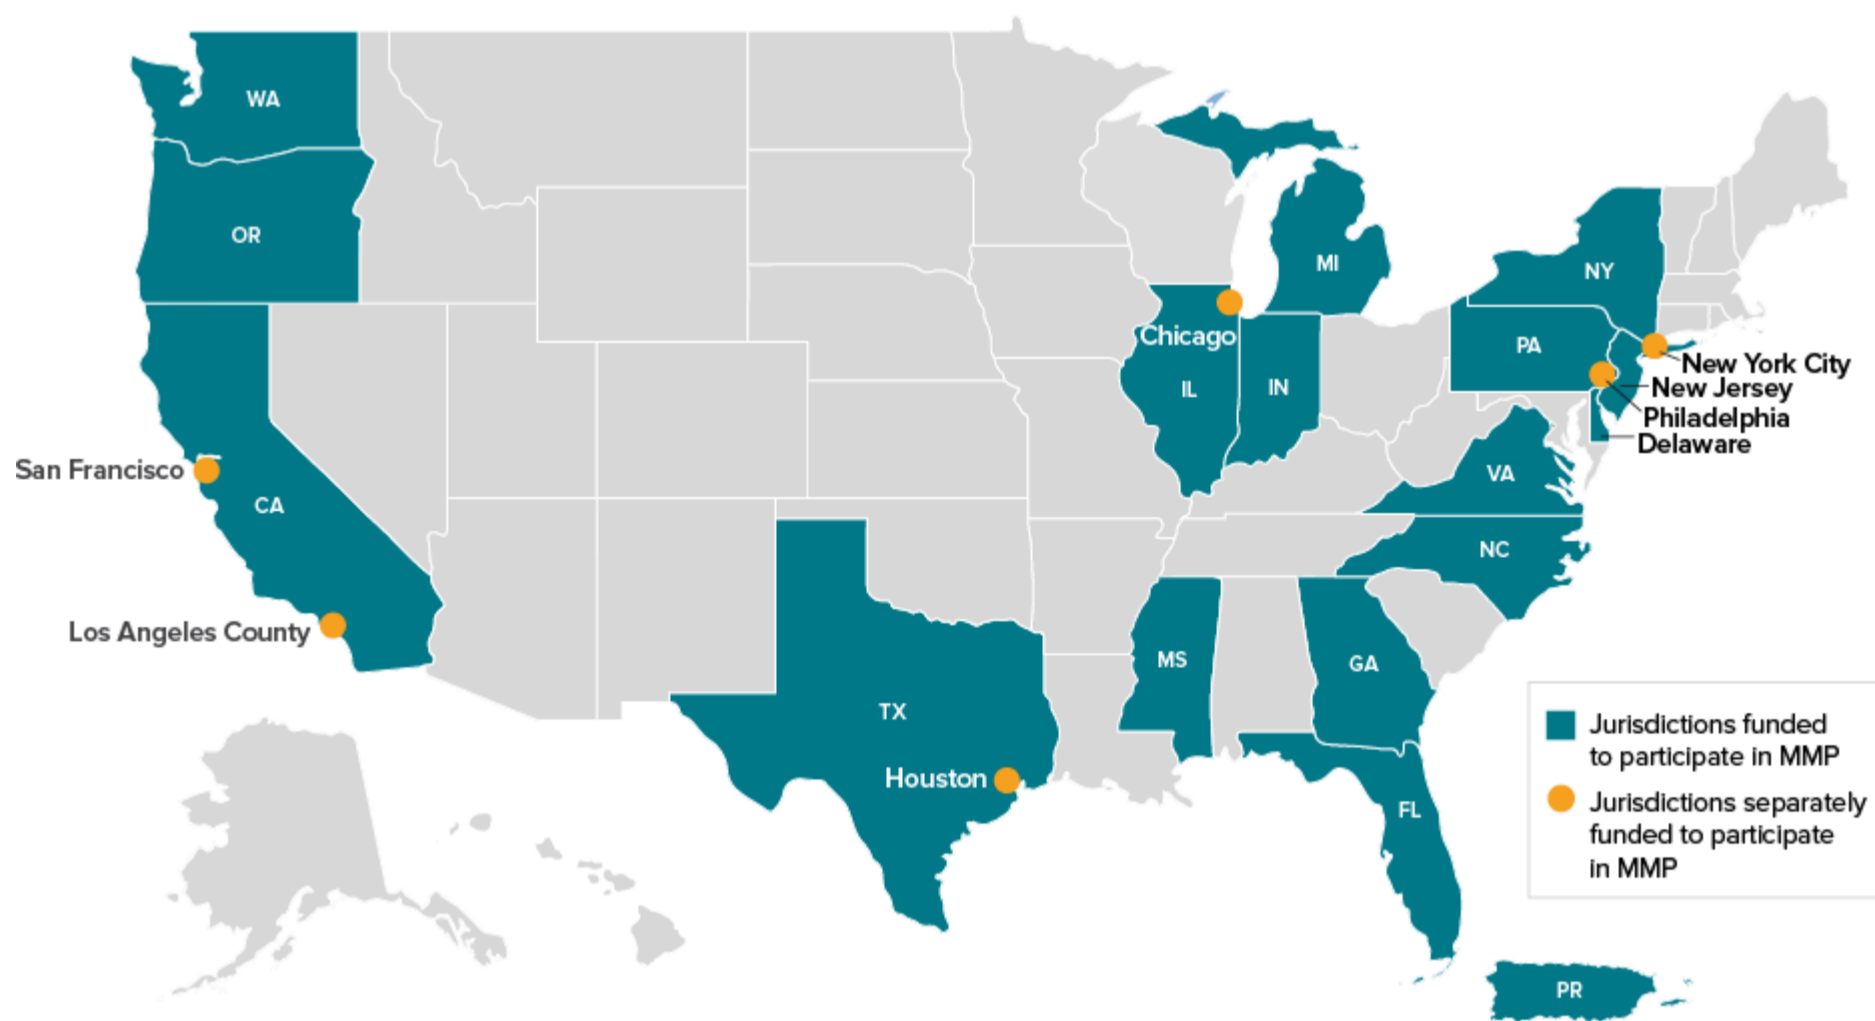 WA
OR
MI
NY
Chicago
PA
New York City
IL
IN
New Jersey
Philadelphia
Delaware
San Francisco
VA
CA
NC
Los Angeles County
MS
GA
TX
Houston
FL
Jurisdictions funded
to participate in MMP
Jurisdictions separately
funded to participate
in MMP
PR